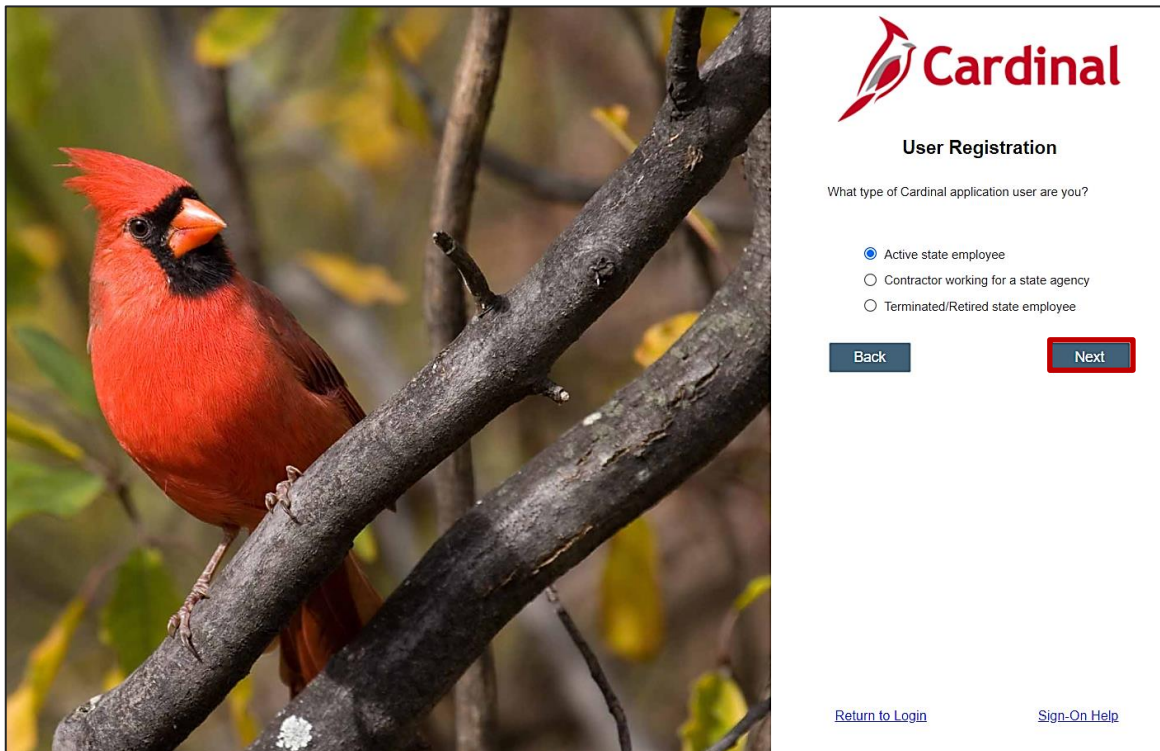 Cardinal
User Registration
What type of Cardinal application user are you?
Active state employee
Contractor working for a state agency
Terminated/Retired state employee
Back Next
Return to Login Sign-On Help